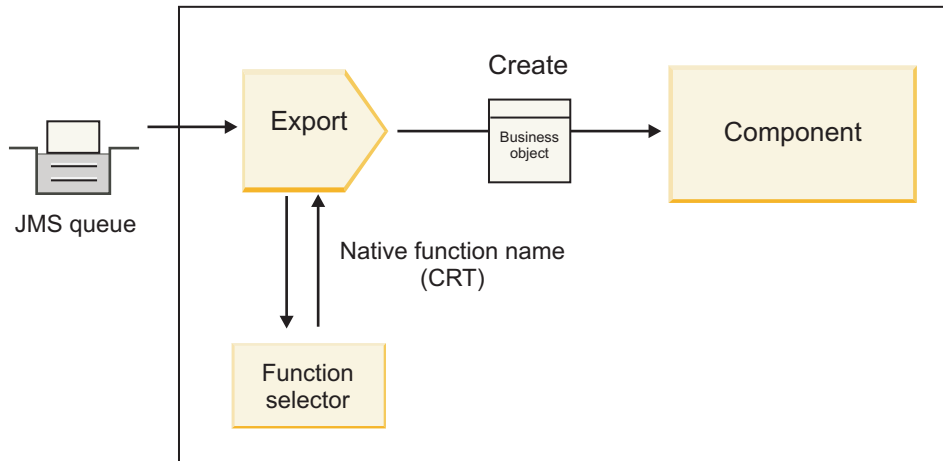 Create
Export
Business
object
Component
JMS queue
Native function name
(CRT)
Function
selector